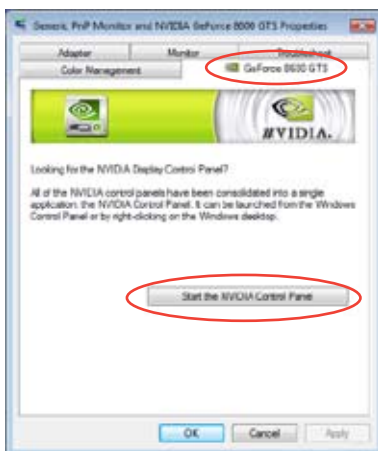 Generic PnP Monitor and NVIDIA GeForce 8600 GTS Properties
Adapter Monitor Troubleshoot
Color Management GeForce 8600 GTS
NVIDIA.
Looking for the NVIDIA Display Control Panel?
All of the NVIDIA control panels have been consolidated into a single
application: the NVIDIA Control Panel. It can be launched from the Windows
Control Panel or by right-clicking on the Windows desktop.
Start the NVIDIA Control Panel
OK Cancel Apply